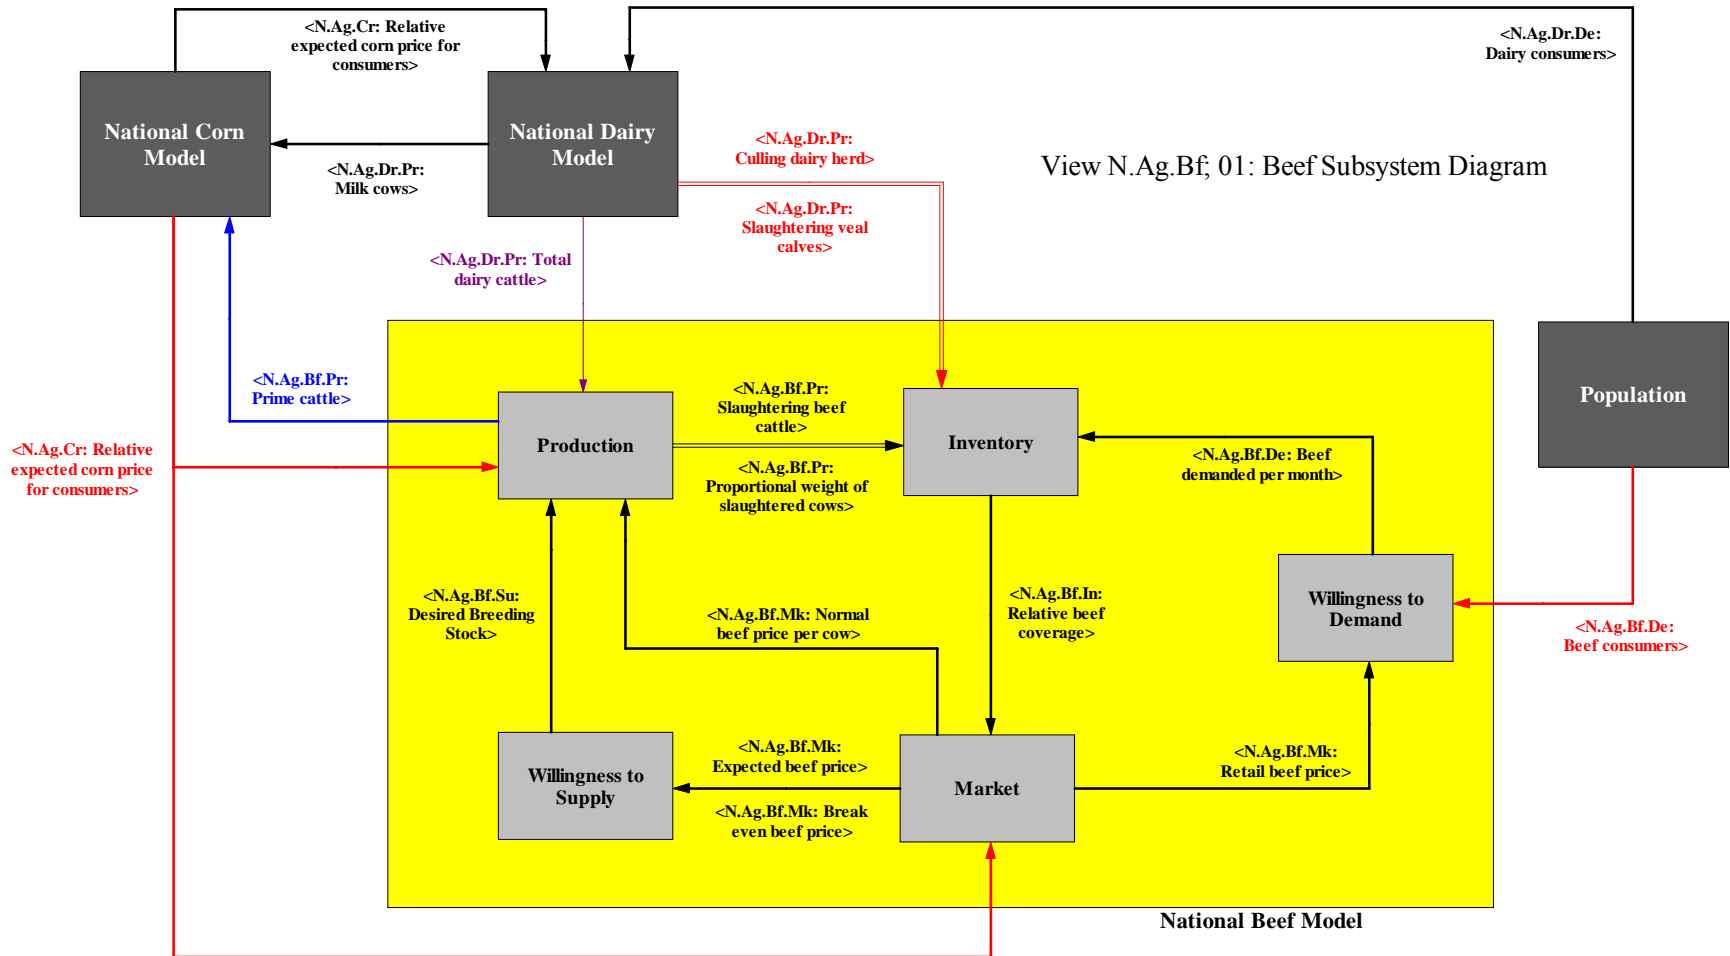 <N.Ag.Cr: Relative
expected corn price for
consumers>
<N.Ag.Dr.De:
Dairy consumers>
National Corn
Model
National Dairy
Model
<N.Ag.Dr.Pr:
Culling dairy herd>
View N.Ag.Bf; 01: Beef Subsystem Diagram
<N.Ag.Dr.Pr:
Milk cows>
<N.Ag.Dr.Pr:
Slaughtering veal
calves>
<N.Ag.Dr.Pr: Total
dairy cattle>
<N.Ag.Bf.Pr:
Prime cattle>
<N.Ag.Bf.Pr:
Slaughtering beef
cattle>
Population
Production
Inventory
<N.Ag.Cr: Relative
expected corn price
for consumers>
<N.Ag.Bf.De: Beef
demanded per month>
<N.Ag.Bf.Pr:
Proportional weight of
slaughtered cows>
<N.Ag.Bf.Su:
Desired Breeding
Stock>
<N.Ag.Bf.Mk: Normal
beef price per cow>
<N.Ag.Bf.In:
Relative beef
coverage>
Willingness to
Demand
<N.Ag.Bf.De:
Beef consumers>
<N.Ag.Bf.Mk:
Expected beef price>
<N.Ag.Bf.Mk:
Retail beef price>
Willingness to
Supply
Market
<N.Ag.Bf.Mk: Break
even beef price>
National Beef Model